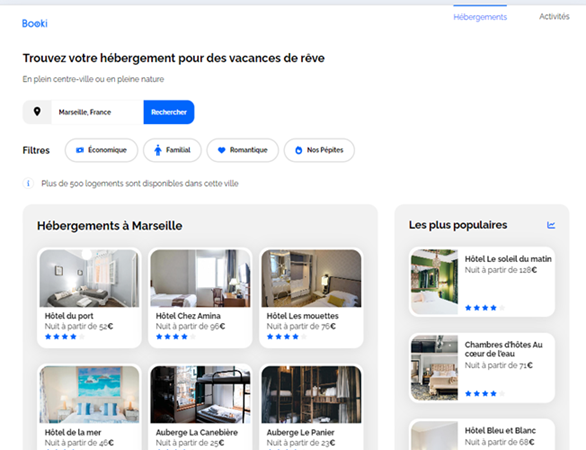 Booki
Hébergements
Activités
Trouvez votre hébergement pour des vacances de rêve
En plein centre-ville ou en pleine nature
Marseille, France
Rechercher
Filtres
Économique
Familial
Romantique
Nos Pépites
Plus de 500 logements sont disponibles dans cette ville
Hébergements à Marseille
Hôtel du port
Nuit à partir de 52€
Hôtel Chez Amina
Nuit à partir de 96€
Hôtel Les mouettes
Nuit à partir de 76€
Hôtel de la mer
Nuit à partir de 46€
Auberge La Canebière
Nuit à partir de 25€
Auberge Le Panier
Nuit à partir de 23€
Les plus populaires
Hôtel Le soleil du matin
Nuit à partir de 128€
Chambres d'hôtes Au
cœur de l'eau
Nuit à partir de 71€
Hôtel Bleu et Blanc
Nuit à partir de 68€